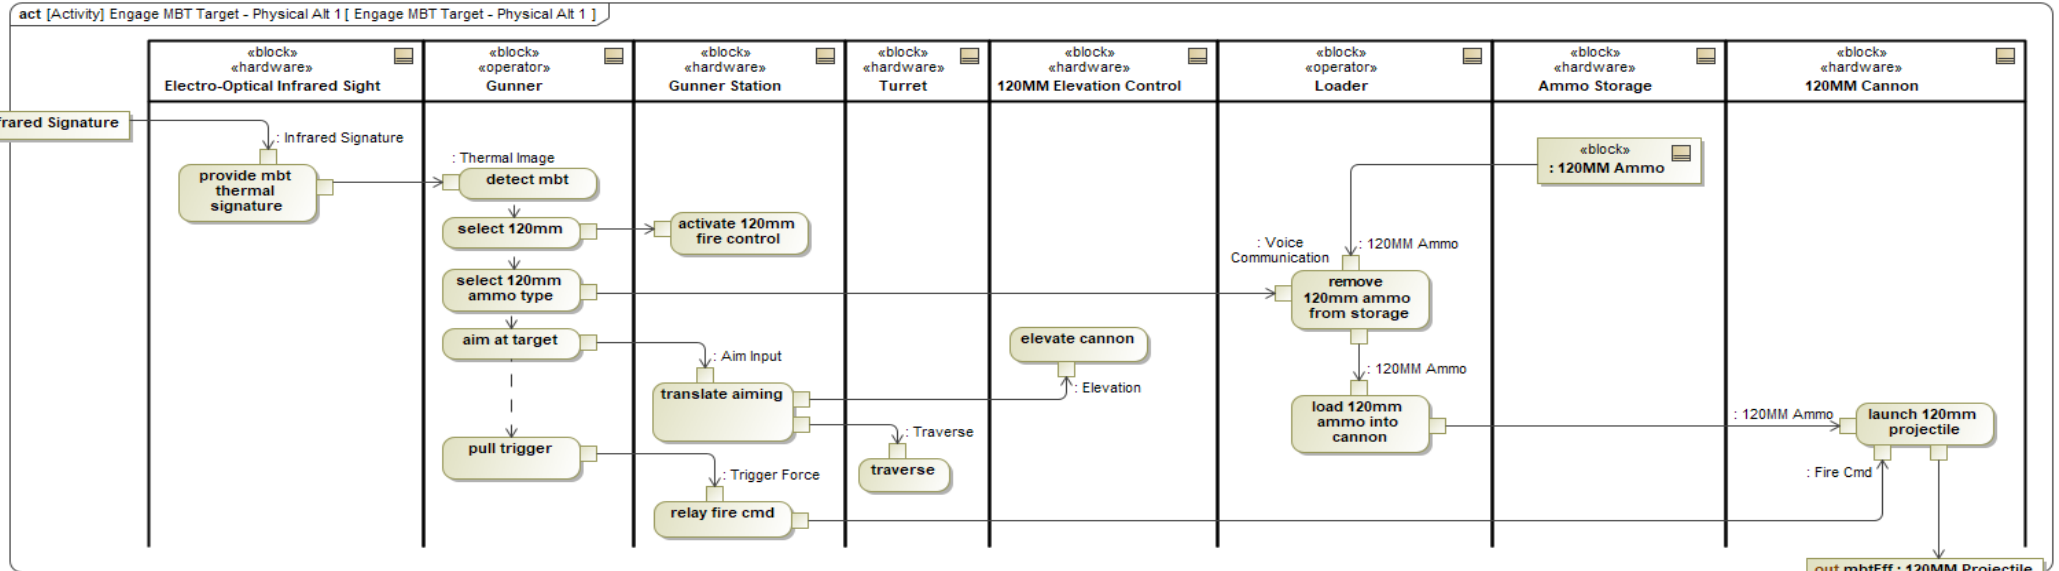 act [Activity] Engage MBT Target - Physical Alt 1 [ Engage MBT Target - Physical Alt 1 ]
«block»
«hardware»
Electro-Optical Infrared Sight
«block»
«operator»
Gunner
«block»
«hardware»
Gunner Station
«block»
«hardware»
Turret
«block»
«hardware»
120MM Elevation Control
«block»
«operator»
Loader
«block»
«hardware»
Ammo Storage
«block»
«hardware»
120MM Cannon
frared Signature
: Infrared Signature
provide mbt
thermal
signature
: Thermal Image
detect mbt
select 120mm
activate 120mm
fire control
select 120mm
ammo type
aim at target
: Aim Input
translate aiming
pull trigger
: Trigger Force
relay fire cmd
: Traverse
traverse
elevate cannon
: Elevation
: Voice
Communication
: 120MM Ammo
remove
120mm ammo
from storage
: 120MM Ammo
load 120mm
ammo into
cannon
«block»
: 120MM Ammo
: 120MM Ammo
launch 120mm
projectile
: Fire Cmd
out mbtEff : 120MM Projectile